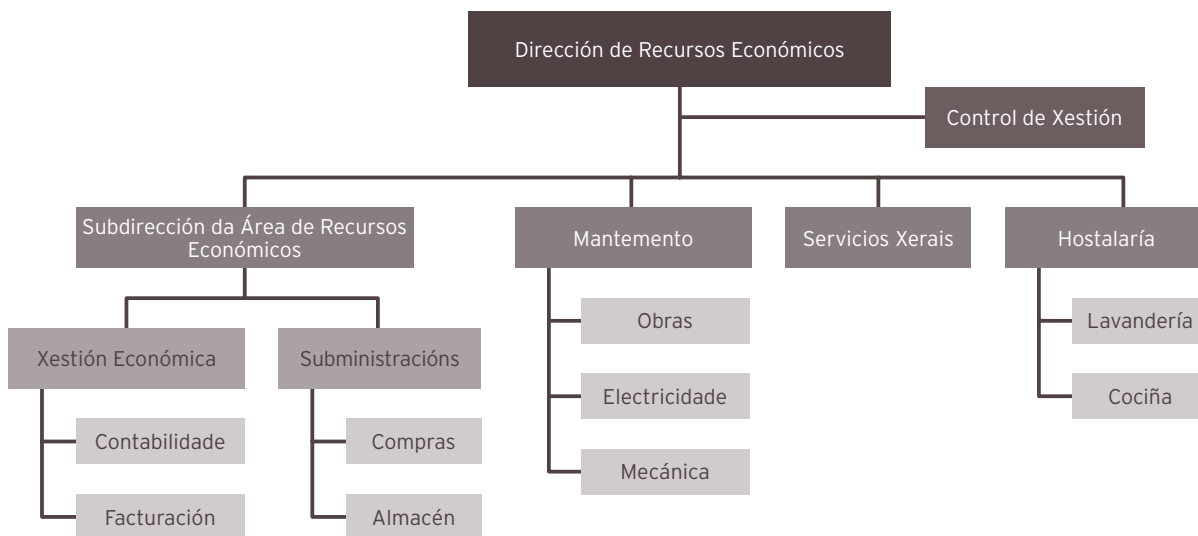 Dirección de Recursos Económicos
Control de Xestión
Subdirección da Área de Recursos
Económicos
Mantemento
Servicios Xerais
Hostalaría
Obras
Lavandería
Xestión Económica
Subministracións
Electricidade
Cociña
Contabilidade
Compras
Mecánica
Facturación
Almacén